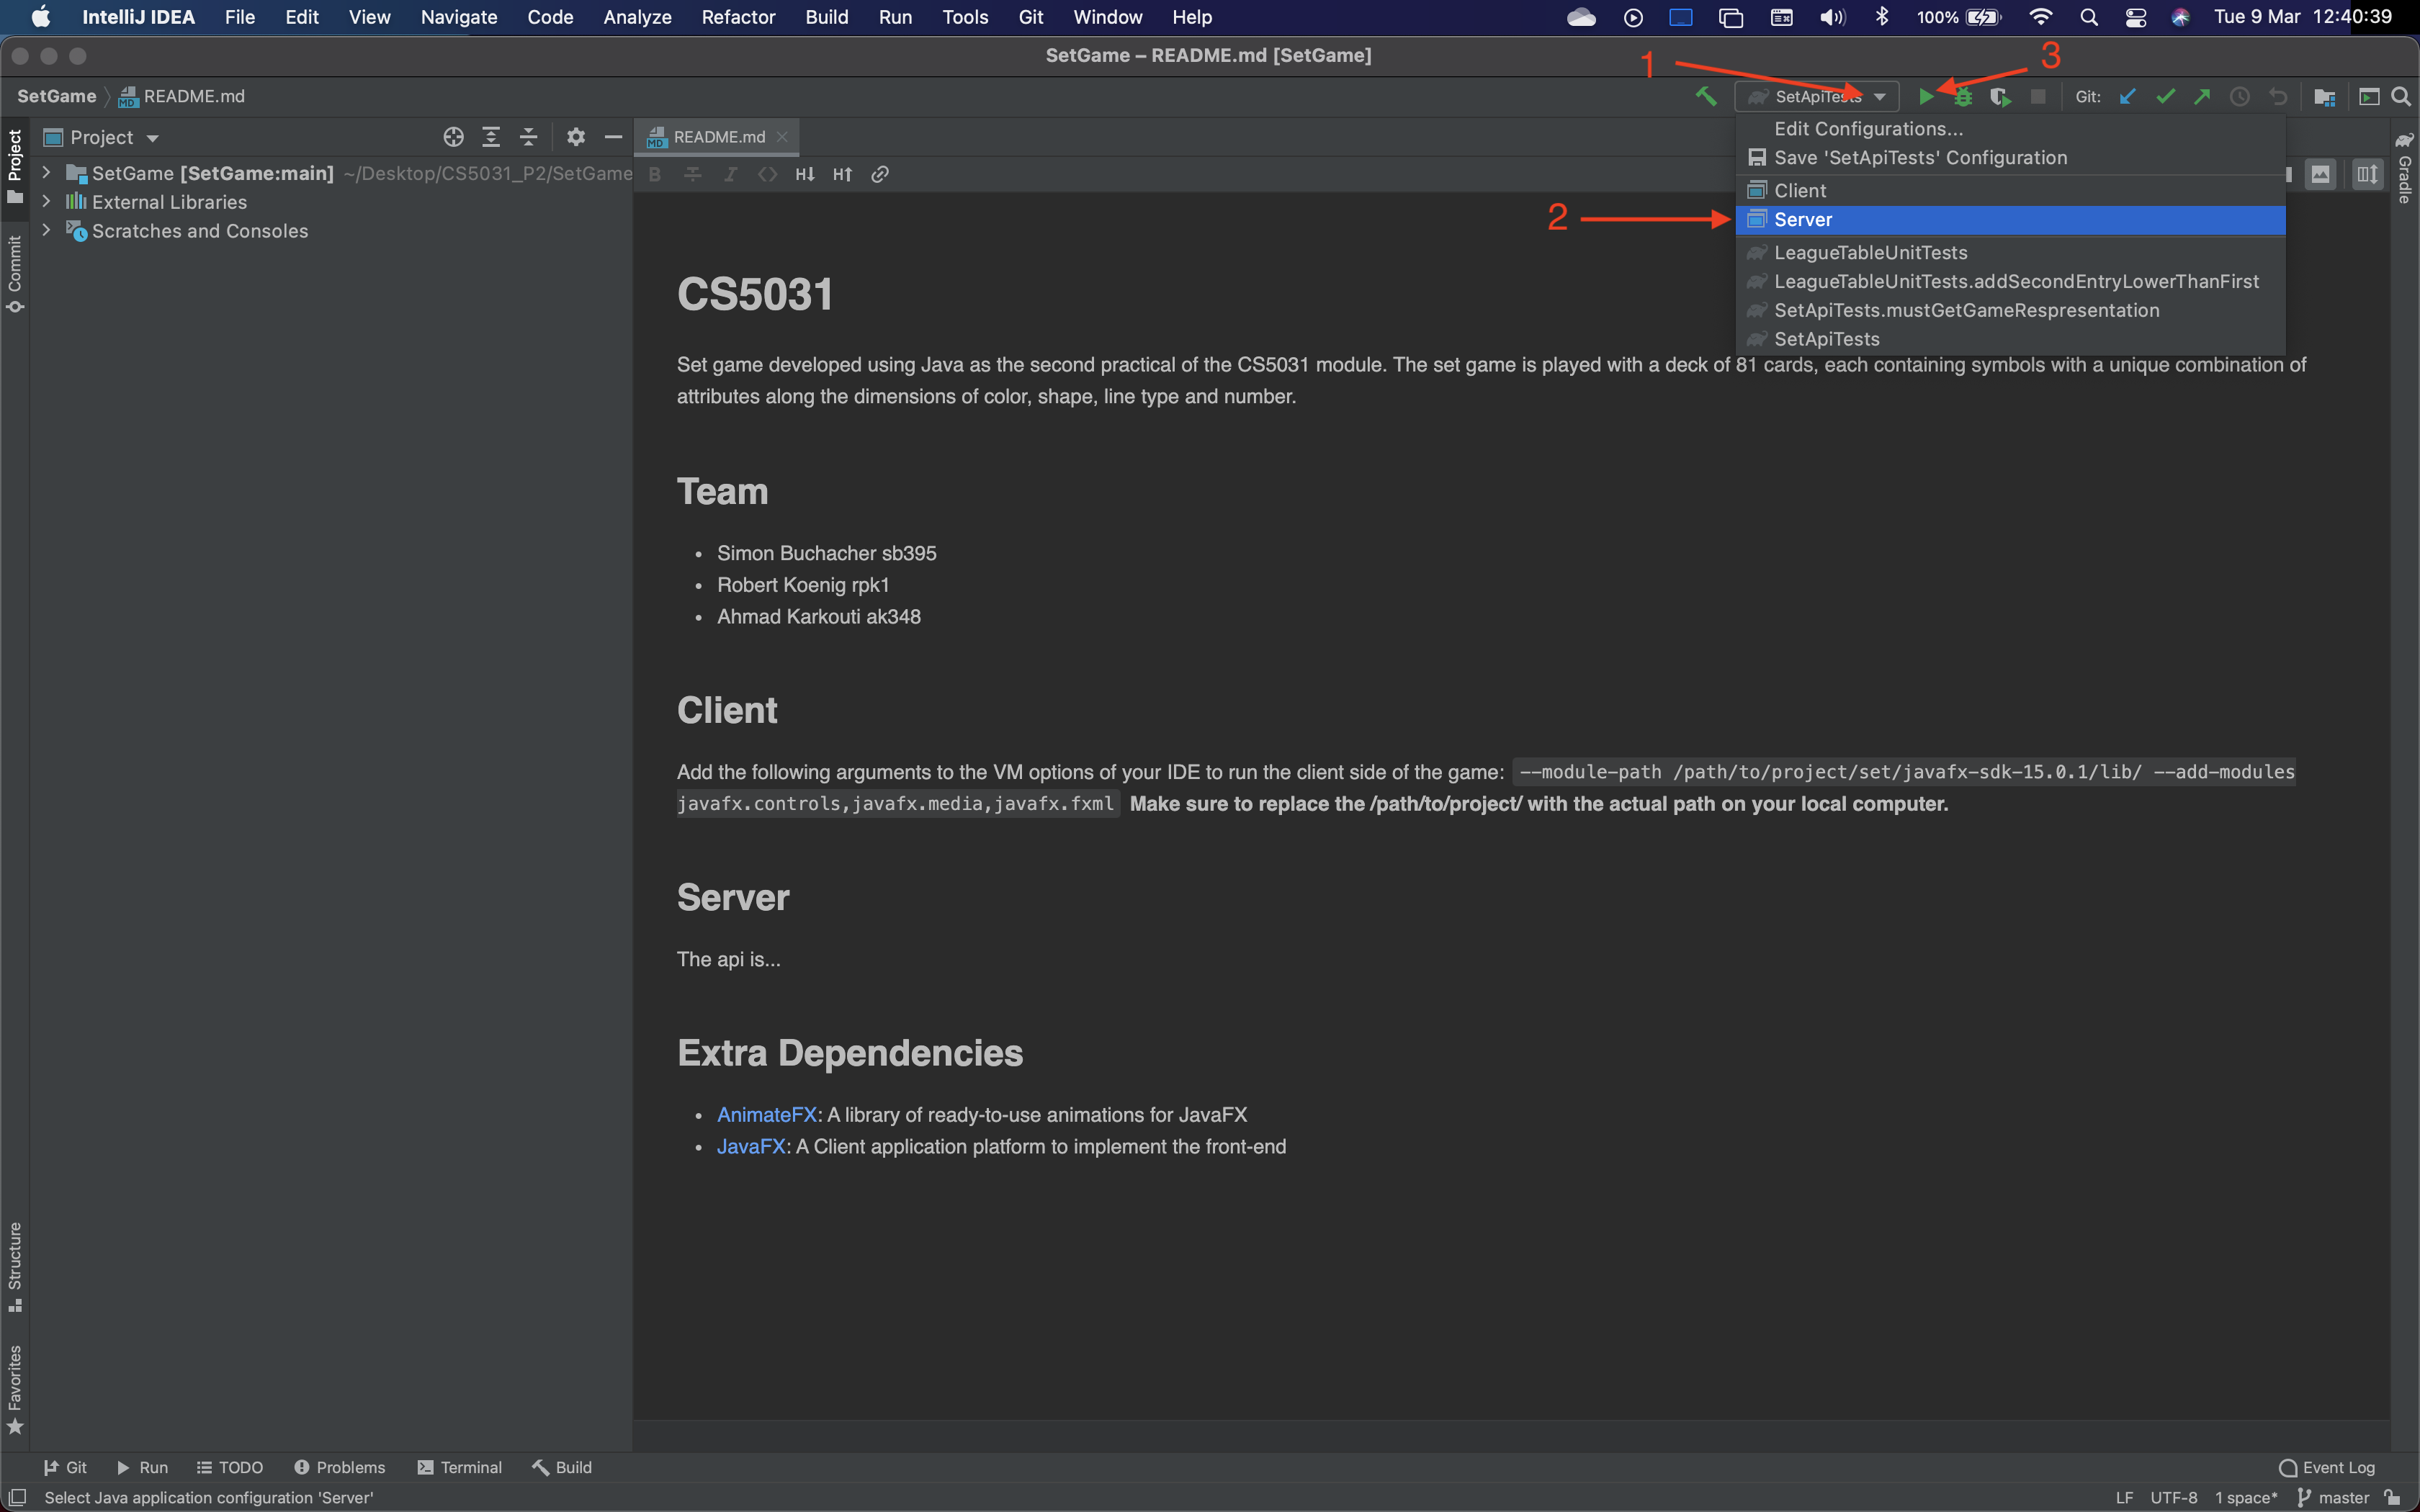 IntelliJ IDEA File Edit View Navigate Code Analyze Refactor Build Run Tools Git Window Help 100% Tue 9 Mar 12:40:39
SetGame – README.md [SetGame]
1
3
SetGame README.md
SetApiTests
Git:
Project
README.md
Edit Configurations...
Save 'SetApiTests' Configuration
Client
2
Server
LeagueTableUnitTests
LeagueTableUnitTests.addSecondEntryLowerThanFirst
SetApiTests.mustGetGameRespresentation
SetApiTests
B I H↓ H↑
SetGame [SetGame:main] ~/Desktop/CS5031_P2/SetGame
External Libraries
Scratches and Consoles
Project
Commit
Structure
Favorites
Gradle
CS5031
Set game developed using Java as the second practical of the CS5031 module. The set game is played with a deck of 81 cards, each containing symbols with a unique combination of
attributes along the dimensions of color, shape, line type and number.
Team
• Simon Buchacher sb395
• Robert Koenig rpk1
• Ahmad Karkouti ak348
Client
Add the following arguments to the VM options of your IDE to run the client side of the game: --module-path /path/to/project/set/javafx-sdk-15.0.1/lib/ --add-modules
javafx.controls,javafx.media,javafx.fxml Make sure to replace the /path/to/project/ with the actual path on your local computer.
Server
The api is...
Extra Dependencies
• AnimateFX: A library of ready-to-use animations for JavaFX
• JavaFX: A Client application platform to implement the front-end
Git Run TODO Problems Terminal Build Event Log
Select Java application configuration 'Server' LF UTF-8 1 space* master